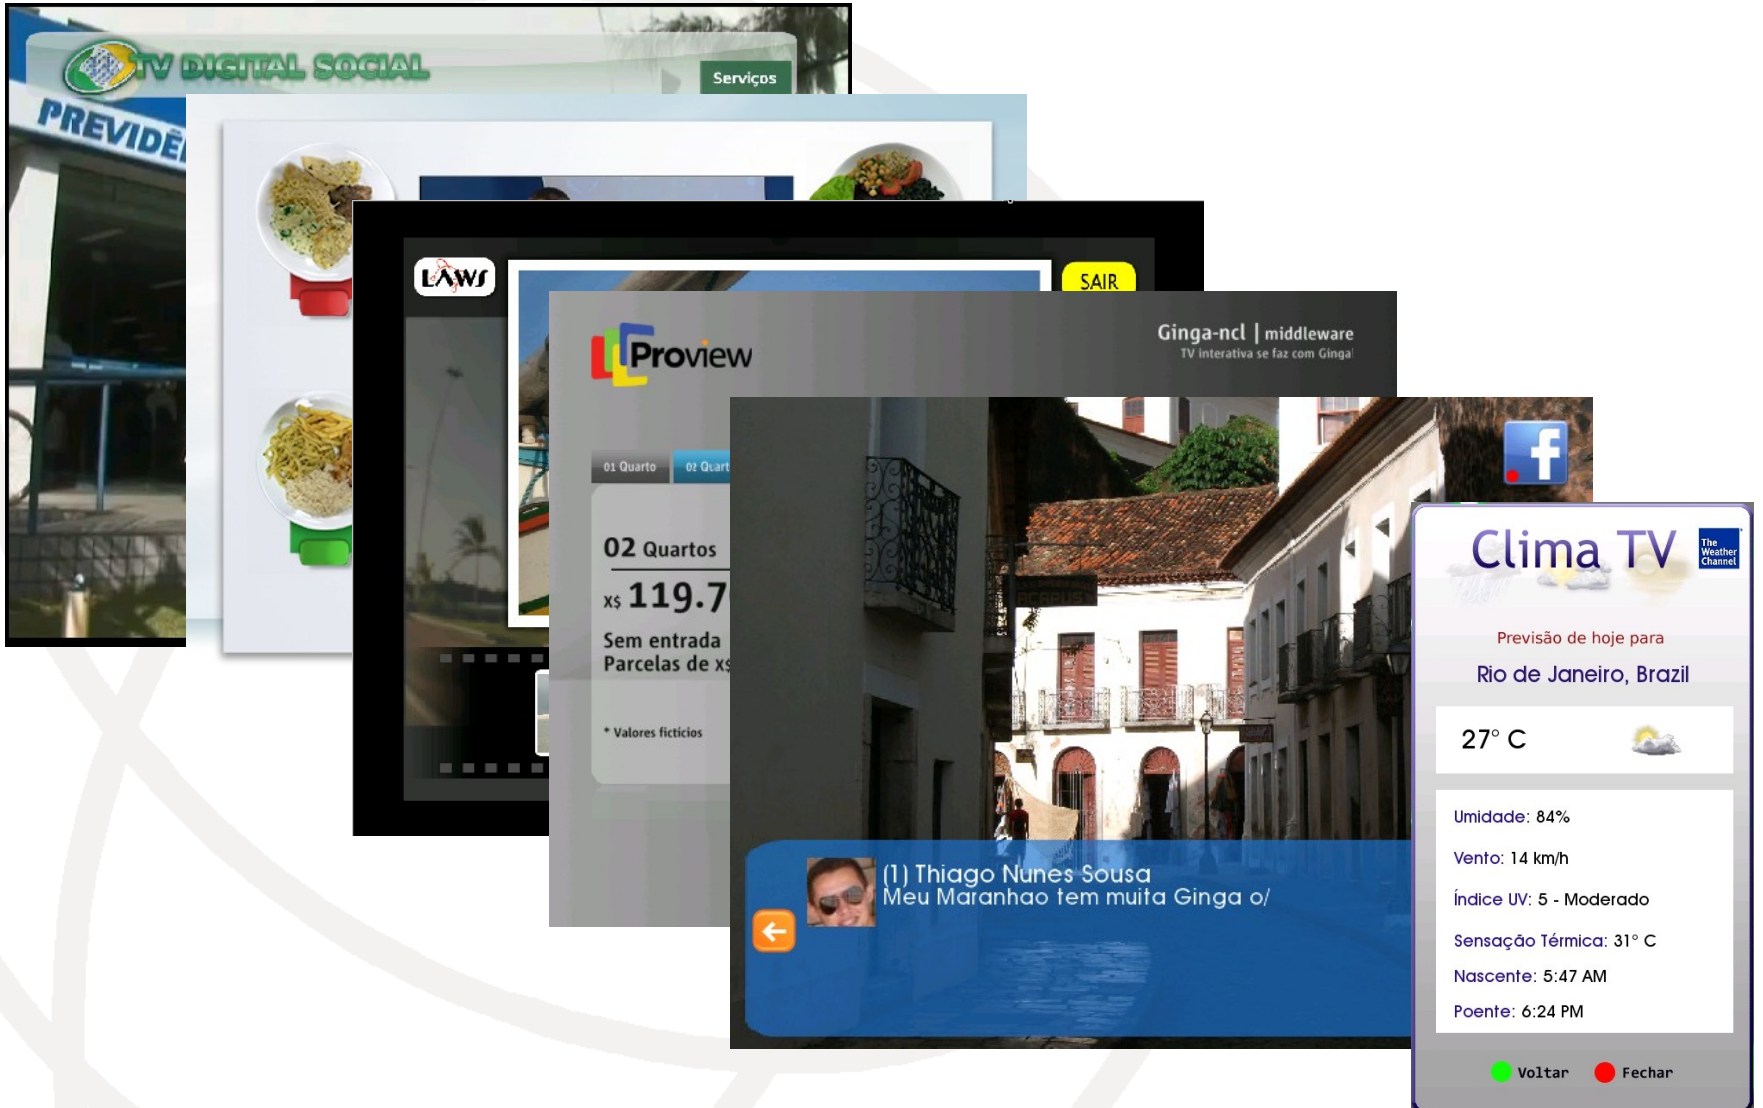 TV DIGITAL SOCIAL
Serviços
PREVIDÊ
LAWS
SAIR
Proview
Ginga-ncl | middleware
TV interativa se faz com Ginga!
01 Quarto
02 Quart
02 Quartos
X$ 119.7
Sem entrada
Parcelas de x$
* Valores ficticios
ACAPUS
f
(1) Thiago Nunes Sousa
Meu Maranhao tem muita Ginga o/
Clima TV
The
Weather
Channel
Previsão de hoje para
Rio de Janeiro, Brazil
27° C
Umidade: 84%
Vento: 14 km/h
Índice UV: 5 - Moderado
Sensação Térmica: 31° C
Nascente: 5:47 AM
Poente: 6:24 PM
Voltar
Fechar